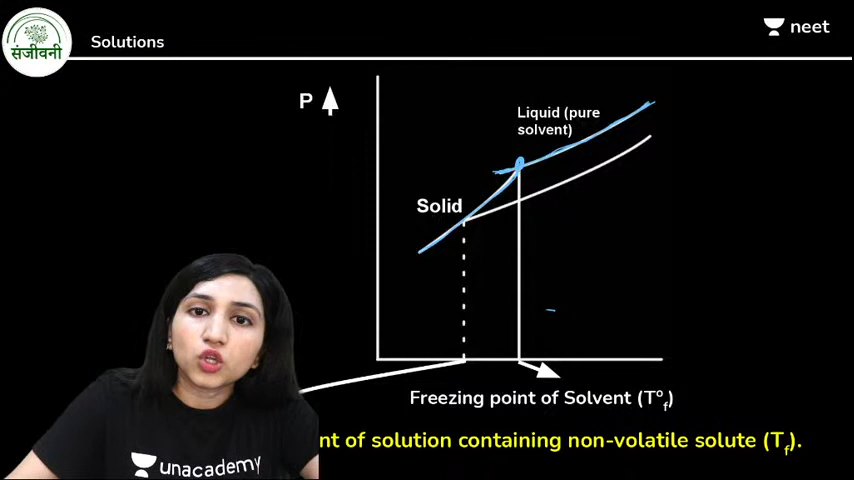 संजीवनी
Solutions
neet
P
Liquid (pure
solvent)
Solid
Freezing point of Solvent (T°f)
of solution containing non-volatile solute (Tf).
unacademy